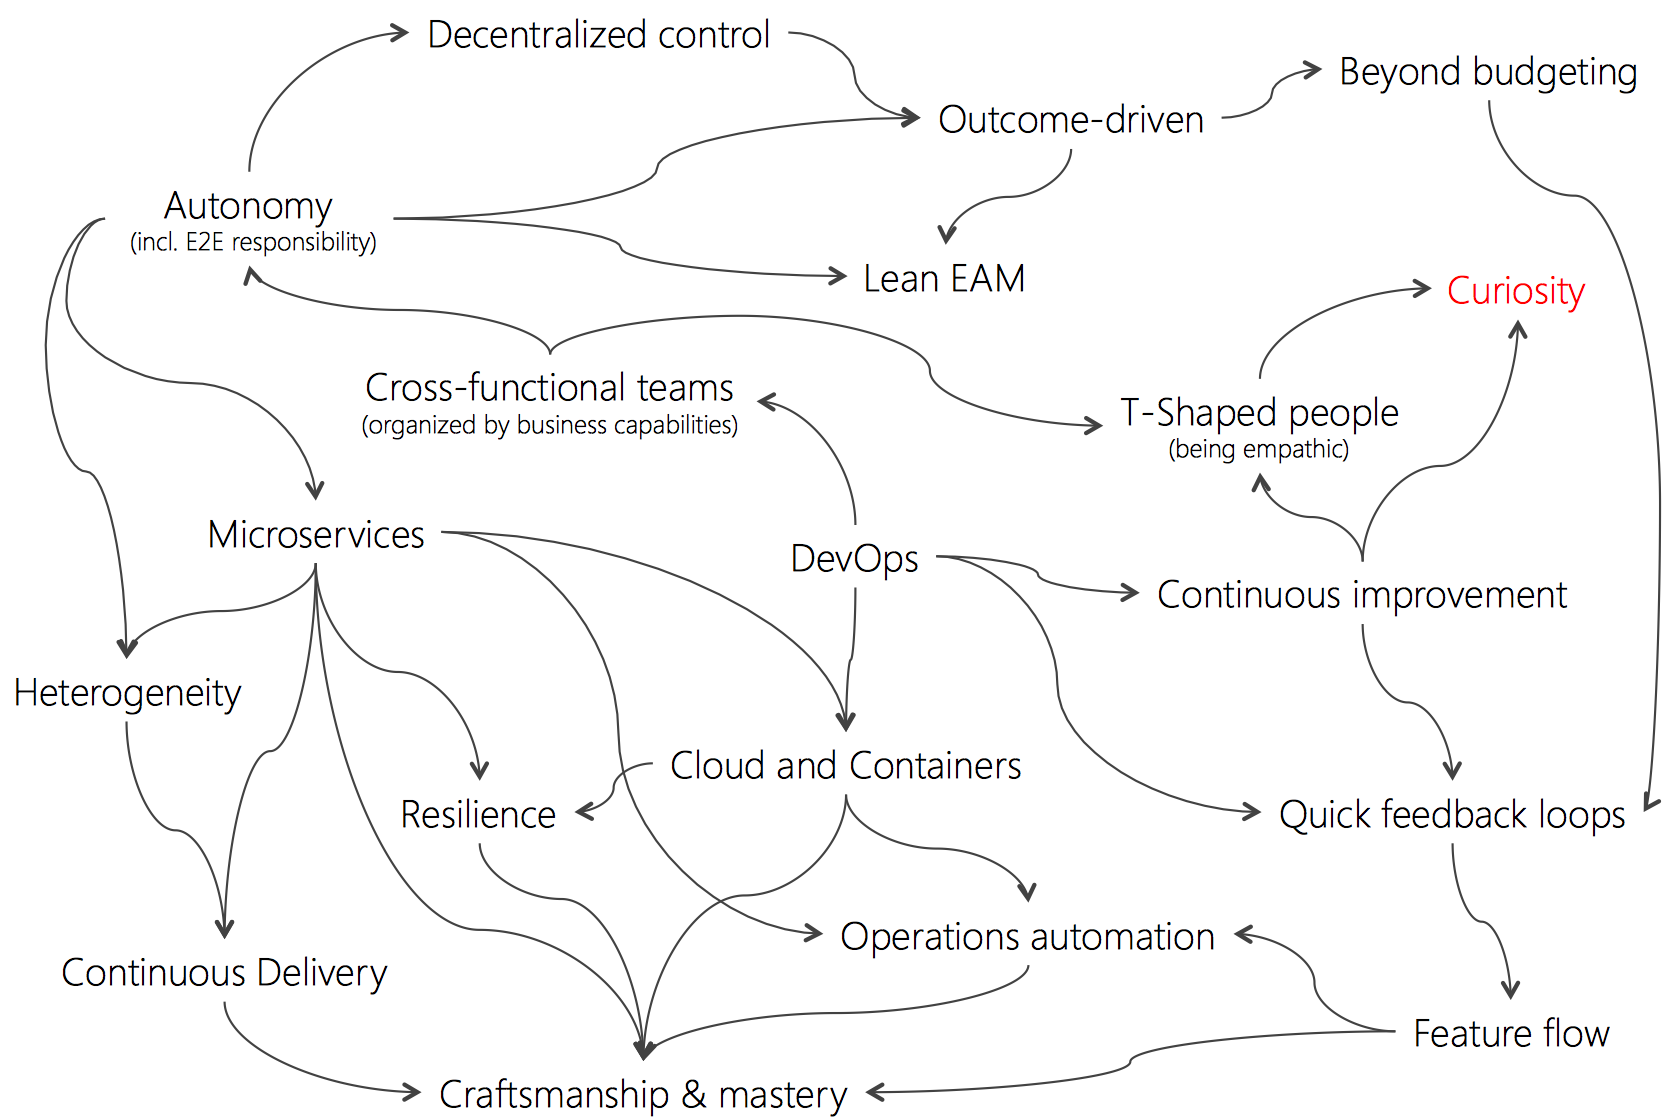 Decentralized control
Beyond budgeting
Outcome-driven
Autonomy
(incl. E2E responsibility)
Lean EAM
Curiosity
Cross-functional teams
(organized by business capabilities)
T-Shaped people
(being empathic)
Microservices
DevOps
Continuous improvement
Heterogeneity
Cloud and Containers
Resilience
Quick feedback loops
Operations automation
Continuous Delivery
Feature flow
Craftsmanship & mastery